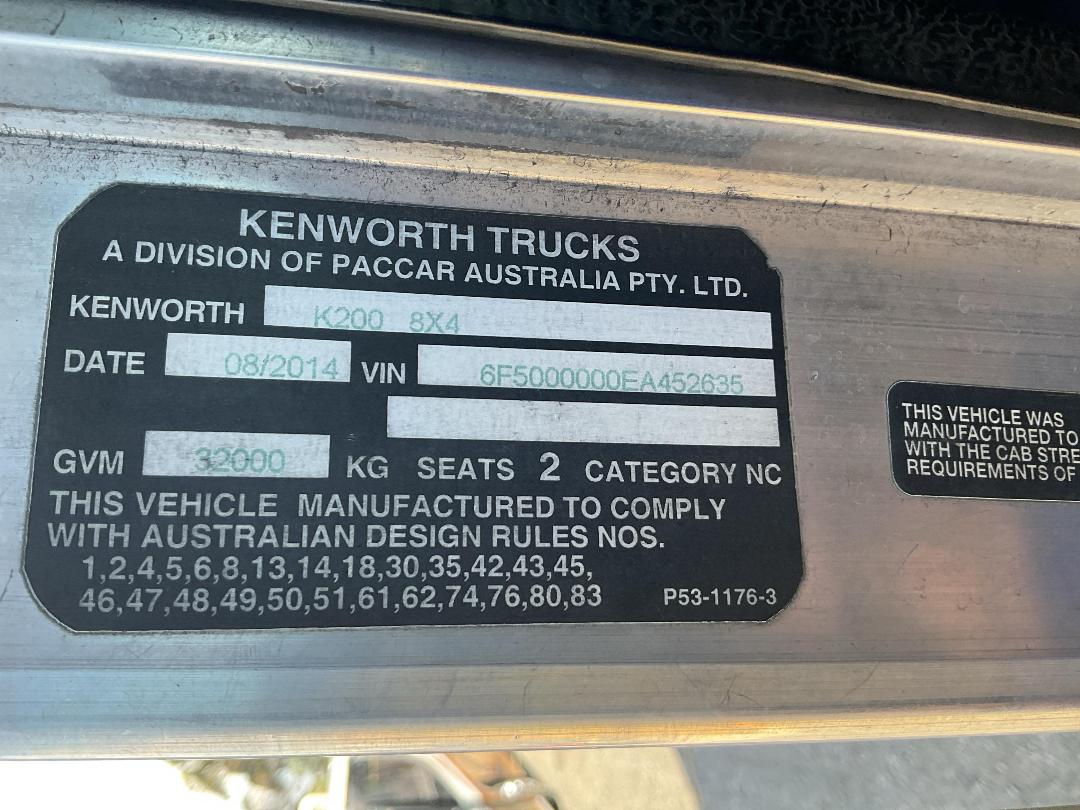 KENWORTH TRUCKS
A DIVISION OF PACCAR AUSTRALIA PTY. LTD.
KENWORTH K200 8X4
DATE 08/2014 VIN 6F5000000EA452635
GVM 32000 KG SEATS 2 CATEGORY NC
THIS VEHICLE MANUFACTURED TO COMPLY
WITH AUSTRALIAN DESIGN RULES NOS.
1,2,4,5,6,8,13,14,18,30,35,42,43,45,
46,47,48,49,50,51,61,62,74,76,80,83
P53-1176-3
THIS VEHICLE WAS
MANUFACTURED TO
WITH THE CAB STRE
REQUIREMENTS OF